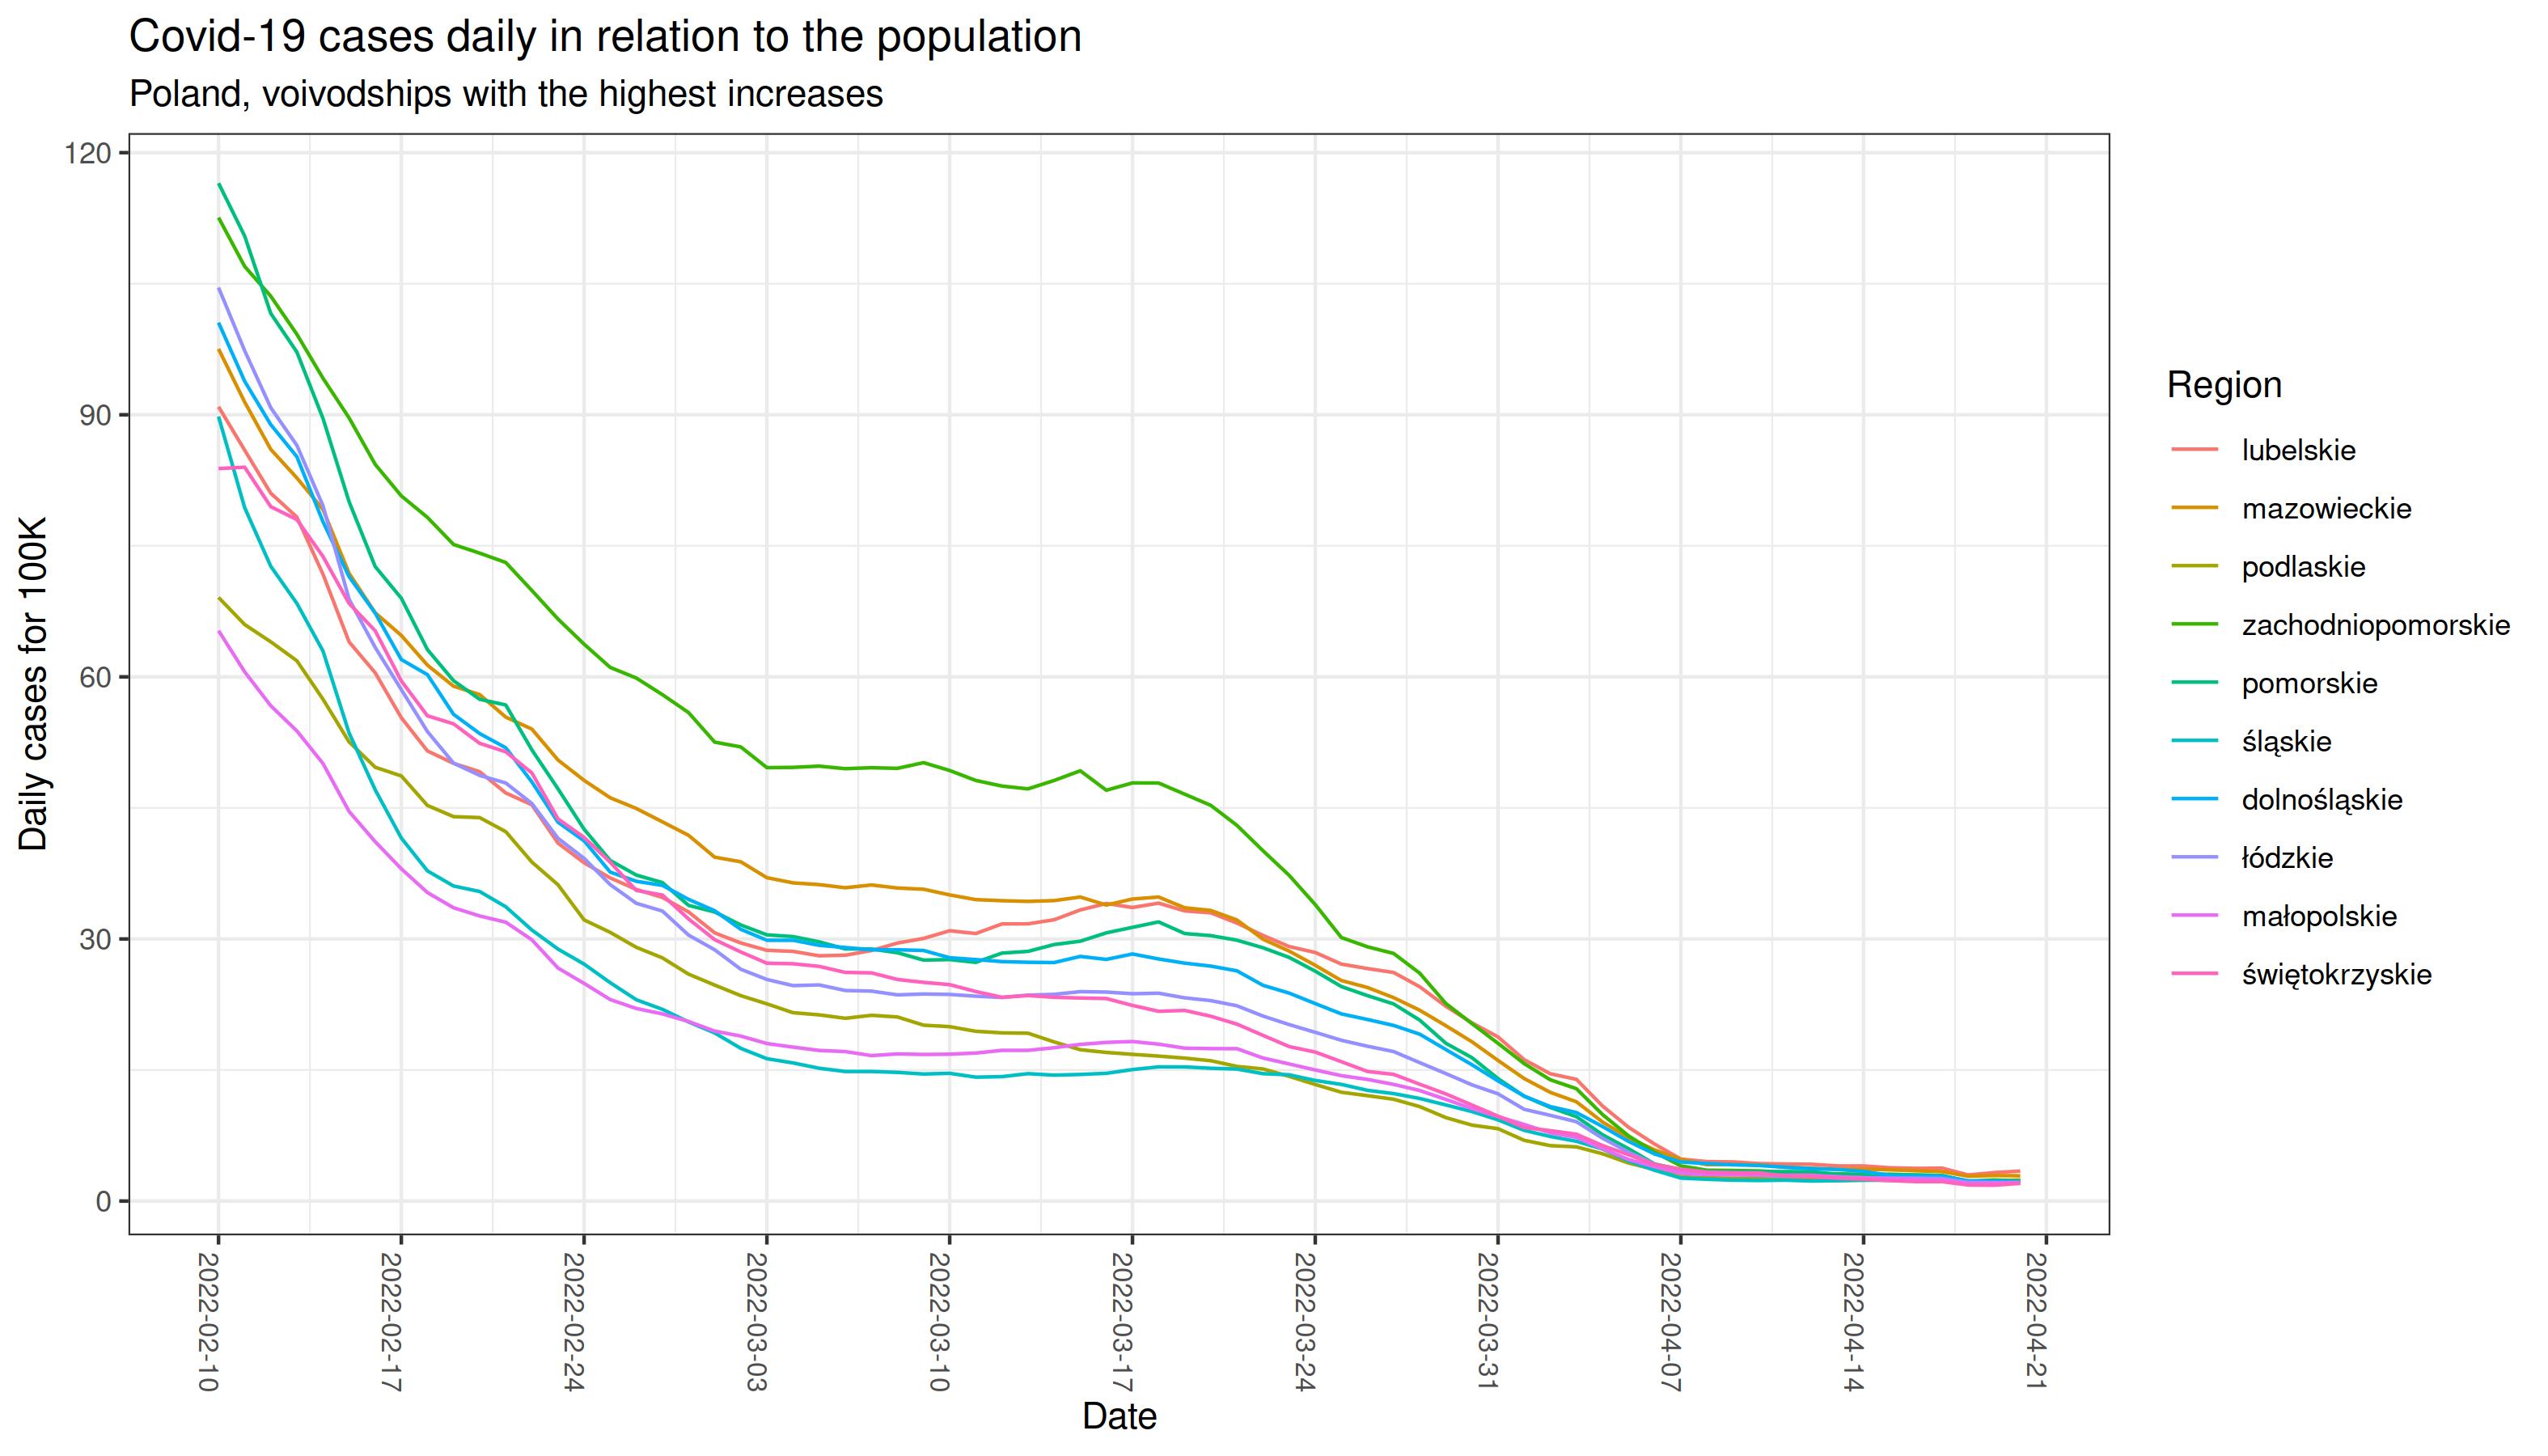 Covid-19 cases daily in relation to the population
Poland, voivodships with the highest increases
Daily cases for 100K
120
90
60
30
0
2022-02-10
2022-02-17
2022-02-24
2022-03-03
2022-03-10
2022-03-17
2022-03-24
2022-03-31
2022-04-07
2022-04-14
2022-04-21
Date
Region
lubelskie
mazowieckie
podlaskie
zachodniopomorskie
pomorskie
śląskie
dolnośląskie
łódzkie
małopolskie
świętokrzyskie